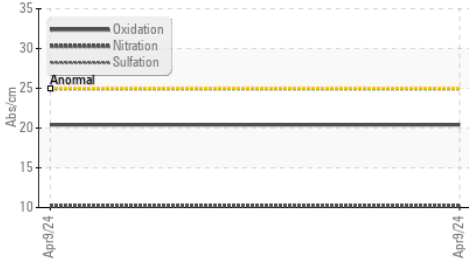 35
30
25
20
15
10
Abs/cm
Oxidation
Nitration
Sulfation
Anormal
Apr9/24
Apr9/24